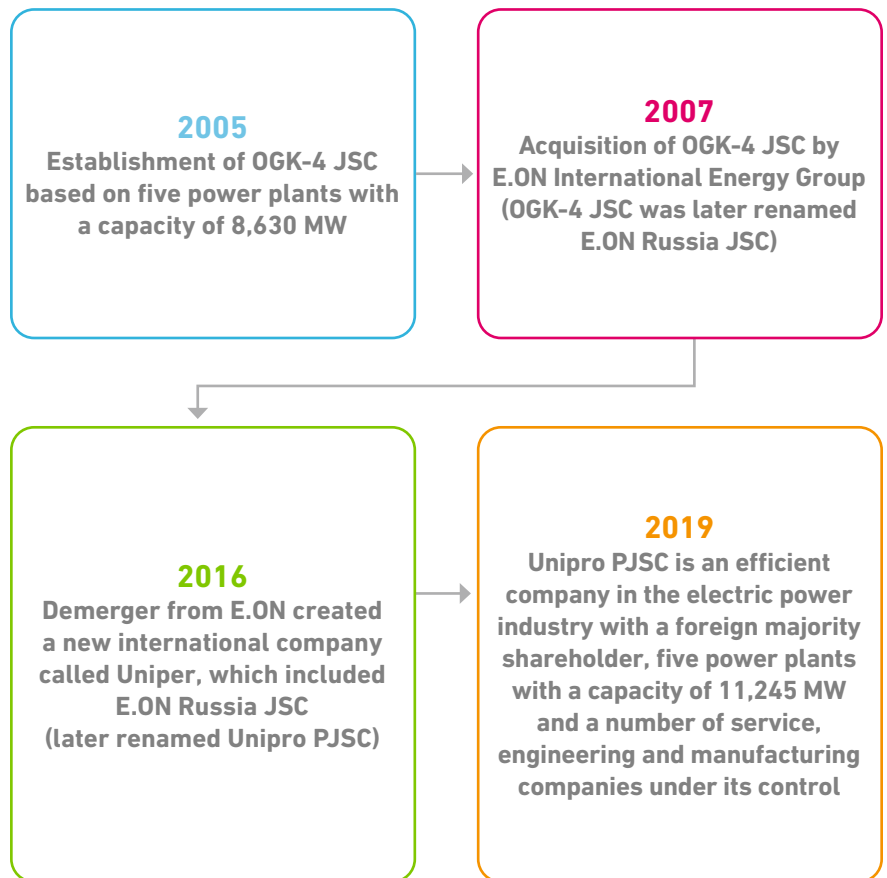 2005
Establishment of OGK-4 JSC
based on five power plants with
a capacity of 8,630 MW
2007
Acquisition of OGK-4 JSC by
E.ON International Energy Group
(OGK-4 JSC was later renamed
E.ON Russia JSC)
2016
Demerger from E.ON created
a new international company
called Uniper, which included
E.ON Russia JSC
(later renamed Unipro PJSC)
2019
Unipro PJSC is an efficient
company in the electric power
industry with a foreign majority
shareholder, five power plants
with a capacity of 11,245 MW
and a number of service,
engineering and manufacturing
companies under its control